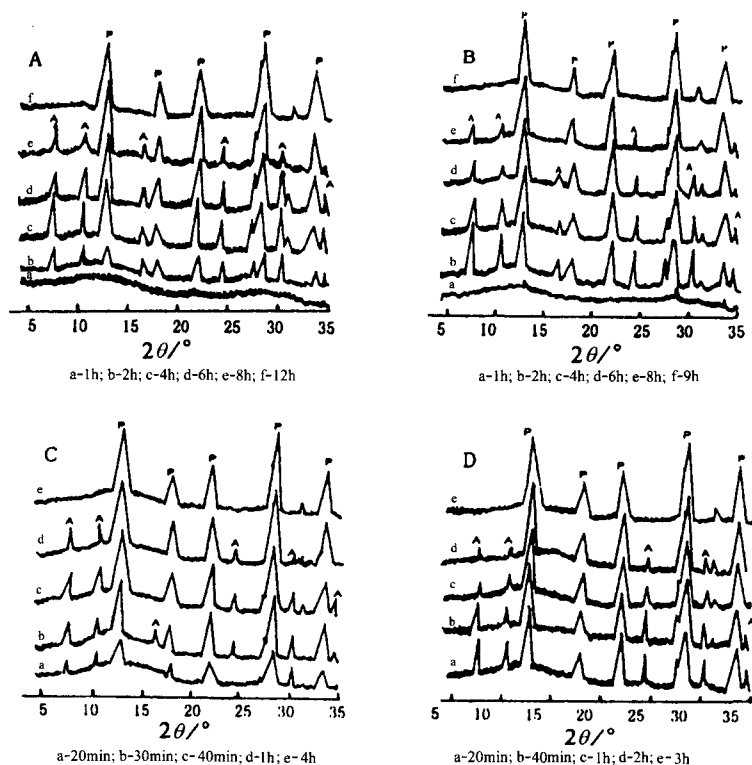 A
P P P P P
f
e
A A A A A
d
A
c
b
a
5 10 15 20 25 30 35
2θ/°
a-1h; b-2h; c-4h; d-6h; e-8h; f-12h
B
P P P P P
f
e
A A A
d
A A
c
A
b
a
5 10 15 20 25 30 35
2θ/°
a-1h; b-2h; c-4h; d-6h; e-8h; f-9h
C
P P P P P
e
d
A A A A
c
A
b
A
a
5 10 15 20 25 30 35
2θ/°
a-20min; b-30min; c-40min; d-1h; e-4h
D
P P P P P
e
d
A A A A
c
b
A
a
5 10 15 20 25 30 35
2θ/°
a-20min; b-40min; c-1h; d-2h; e-3h